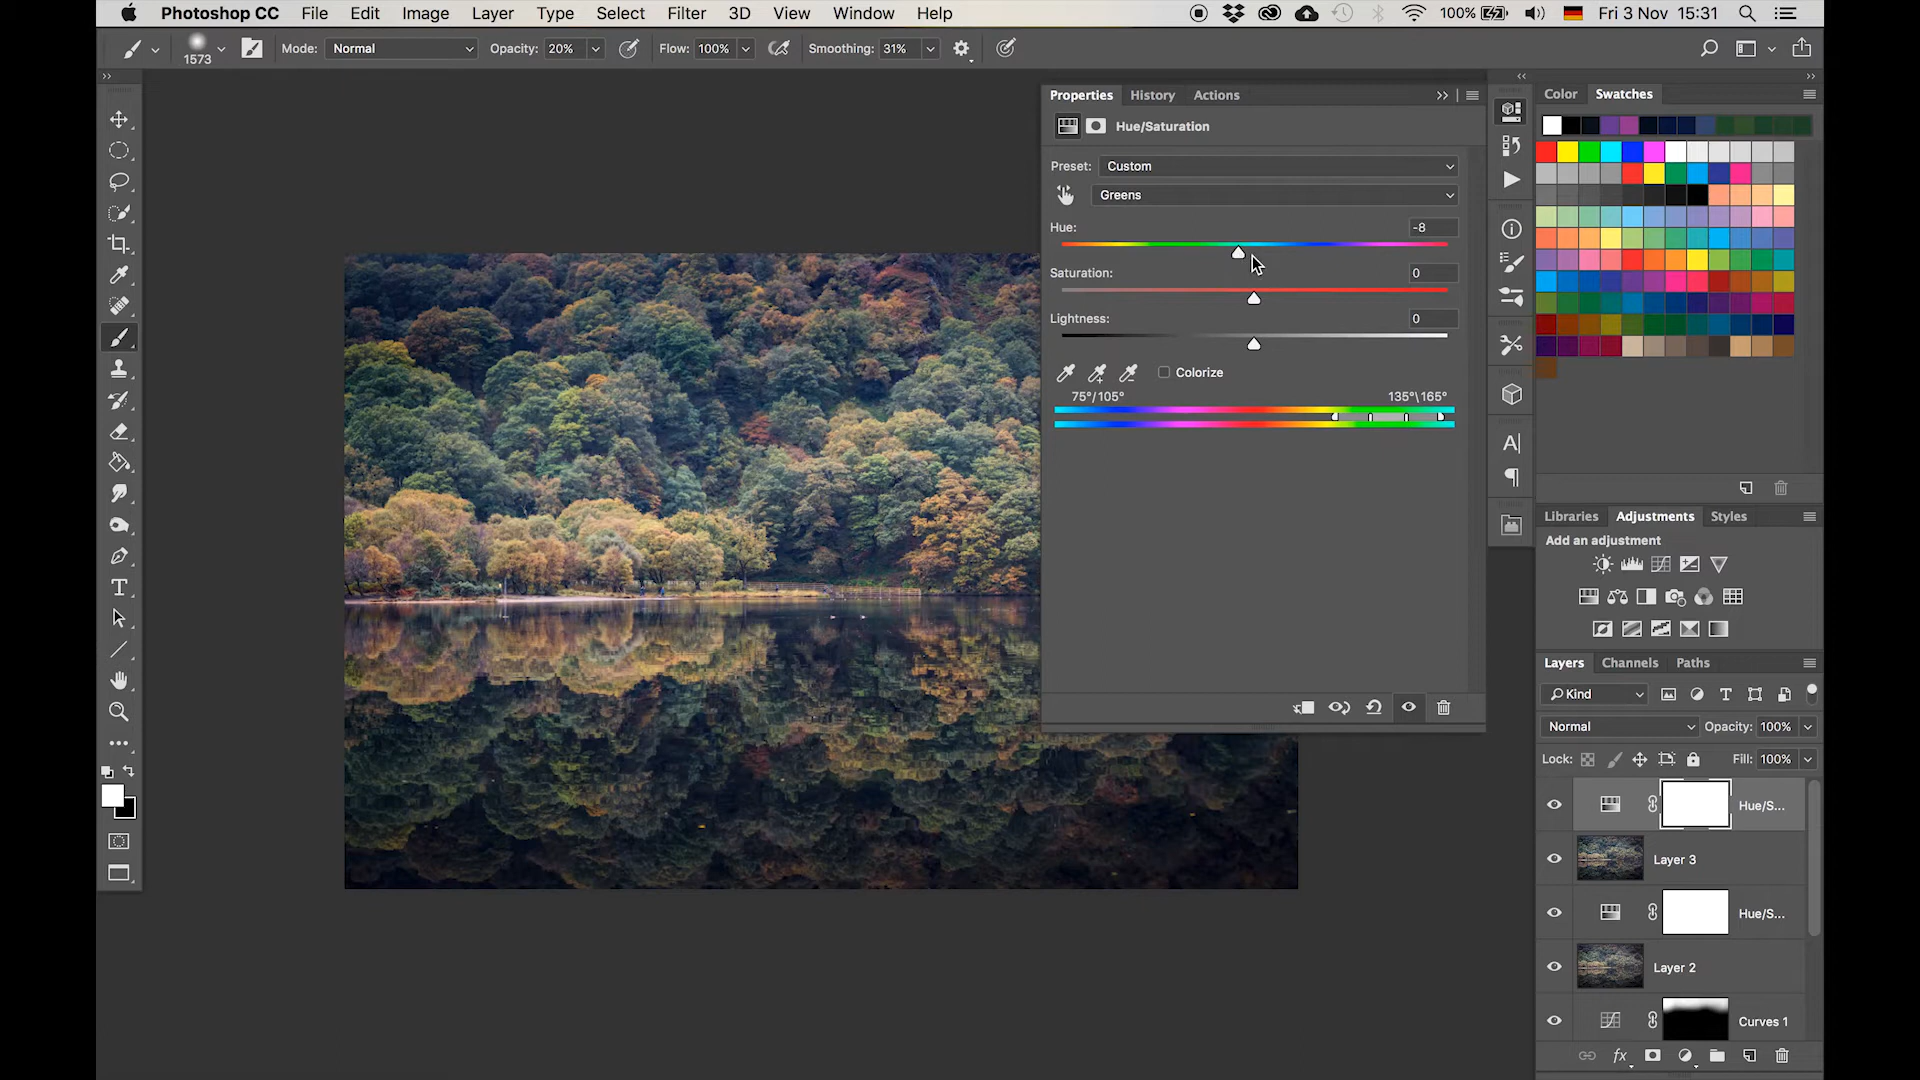 Photoshop CC File Edit Image Layer Type Select Filter 3D View Window Help 100% Fri 3 Nov 15:31
1573 Mode: Normal Opacity: 20% Flow: 100% Smoothing: 31%
Properties History Actions
Hue/Saturation
Preset: Custom
Greens
Hue: -8
Saturation: 0
Lightness: 0
Colorize
75°/105° 135°\165°
Color Swatches
Libraries Adjustments Styles
Add an adjustment
Layers Channels Paths
Kind
Normal Opacity: 100%
Lock: Fill: 100%
Hue/S...
Layer 3
Hue/S...
Layer 2
Curves 1